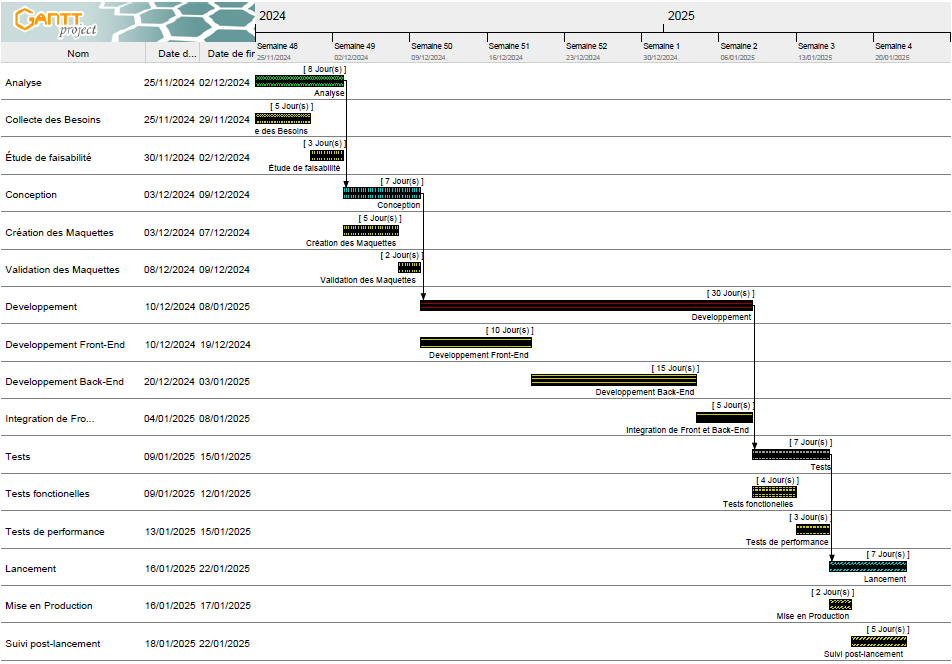 GANTT
project
2024 2025
Nom Date d... Date de fin
Semaine 48 Semaine 49 Semaine 50 Semaine 51 Semaine 52 Semaine 1 Semaine 2 Semaine 3 Semaine 4
25/11/2024 02/12/2024 09/12/2024 16/12/2024 23/12/2024 30/12/2024 06/01/2025 13/01/2025 20/01/2025
[ 8 Jour(s) ]
Analyse 25/11/2024 02/12/2024
Analyse
[ 5 Jour(s) ]
Collecte des Besoins 25/11/2024 29/11/2024
e des Besoins
[ 3 Jour(s) ]
Étude de faisabilité 30/11/2024 02/12/2024
Étude de faisabilité
[ 7 Jour(s) ]
Conception 03/12/2024 09/12/2024
Conception
[ 5 Jour(s) ]
Création des Maquettes 03/12/2024 07/12/2024
Création des Maquettes
[ 2 Jour(s) ]
Validation des Maquettes 08/12/2024 09/12/2024
Validation des Maquettes
[ 30 Jour(s) ]
Developpement 10/12/2024 08/01/2025
Developpement
[ 10 Jour(s) ]
Developpement Front-End 10/12/2024 19/12/2024
Developpement Front-End
[ 15 Jour(s) ]
Developpement Back-End 20/12/2024 03/01/2025
Developpement Back-End
[ 5 Jour(s) ]
Integration de Fro... 04/01/2025 08/01/2025
Integration de Front et Back-End
[ 7 Jour(s) ]
Tests 09/01/2025 15/01/2025
Tests
[ 4 Jour(s) ]
Tests fonctionelles 09/01/2025 12/01/2025
Tests fonctionelles
[ 3 Jour(s) ]
Tests de performance 13/01/2025 15/01/2025
Tests de performance
[ 7 Jour(s) ]
Lancement 16/01/2025 22/01/2025
Lancement
[ 2 Jour(s) ]
Mise en Production 16/01/2025 17/01/2025
Mise en Production
[ 5 Jour(s) ]
Suivi post-lancement 18/01/2025 22/01/2025
Suivi post-lancement